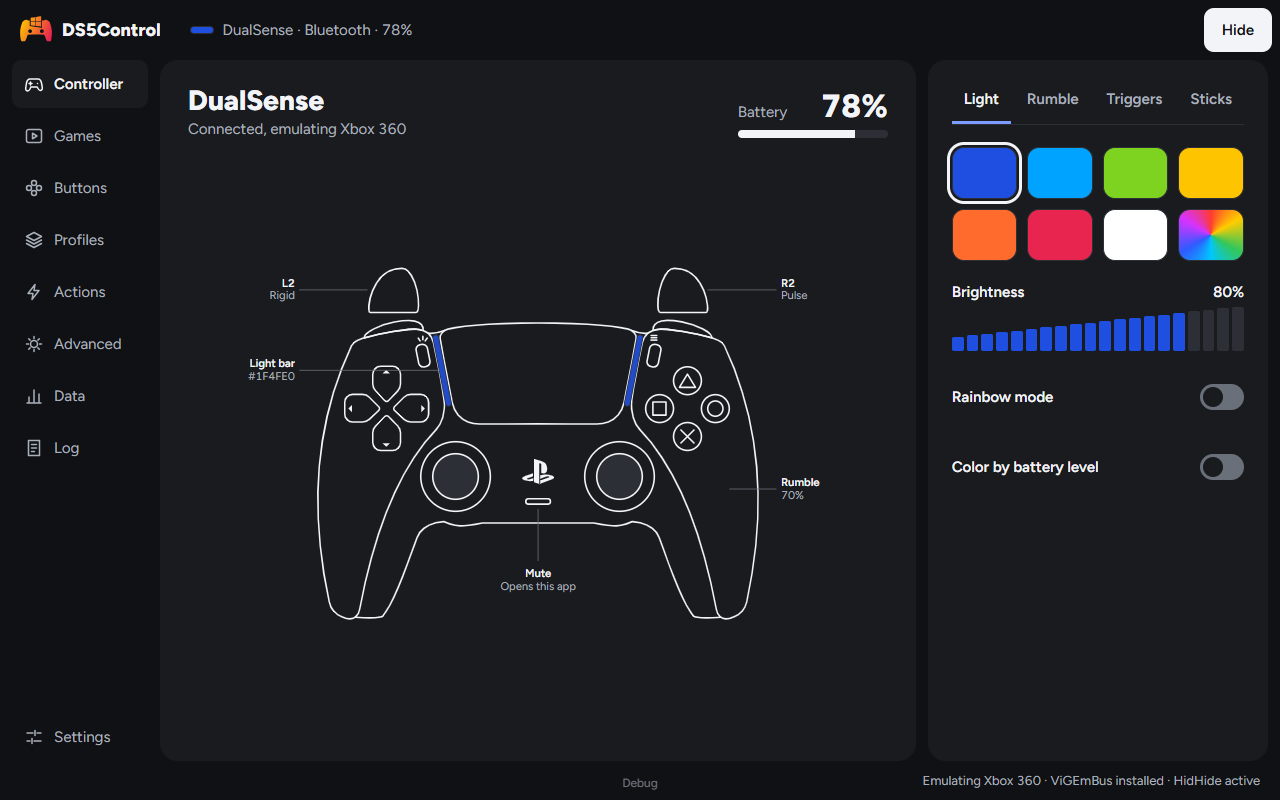 DS5Control
DualSense · Bluetooth · 78%
Hide
Controller
Games
Buttons
Profiles
Actions
Advanced
Data
Log
Settings
DualSense
Connected, emulating Xbox 360
Battery 78%
L2
Rigid
R2
Pulse
Light bar
#1F4FE0
Rumble
70%
Mute
Opens this app
Light Rumble Triggers Sticks
Brightness 80%
Rainbow mode
Color by battery level
Debug
Emulating Xbox 360 · ViGEmBus installed · HidHide active